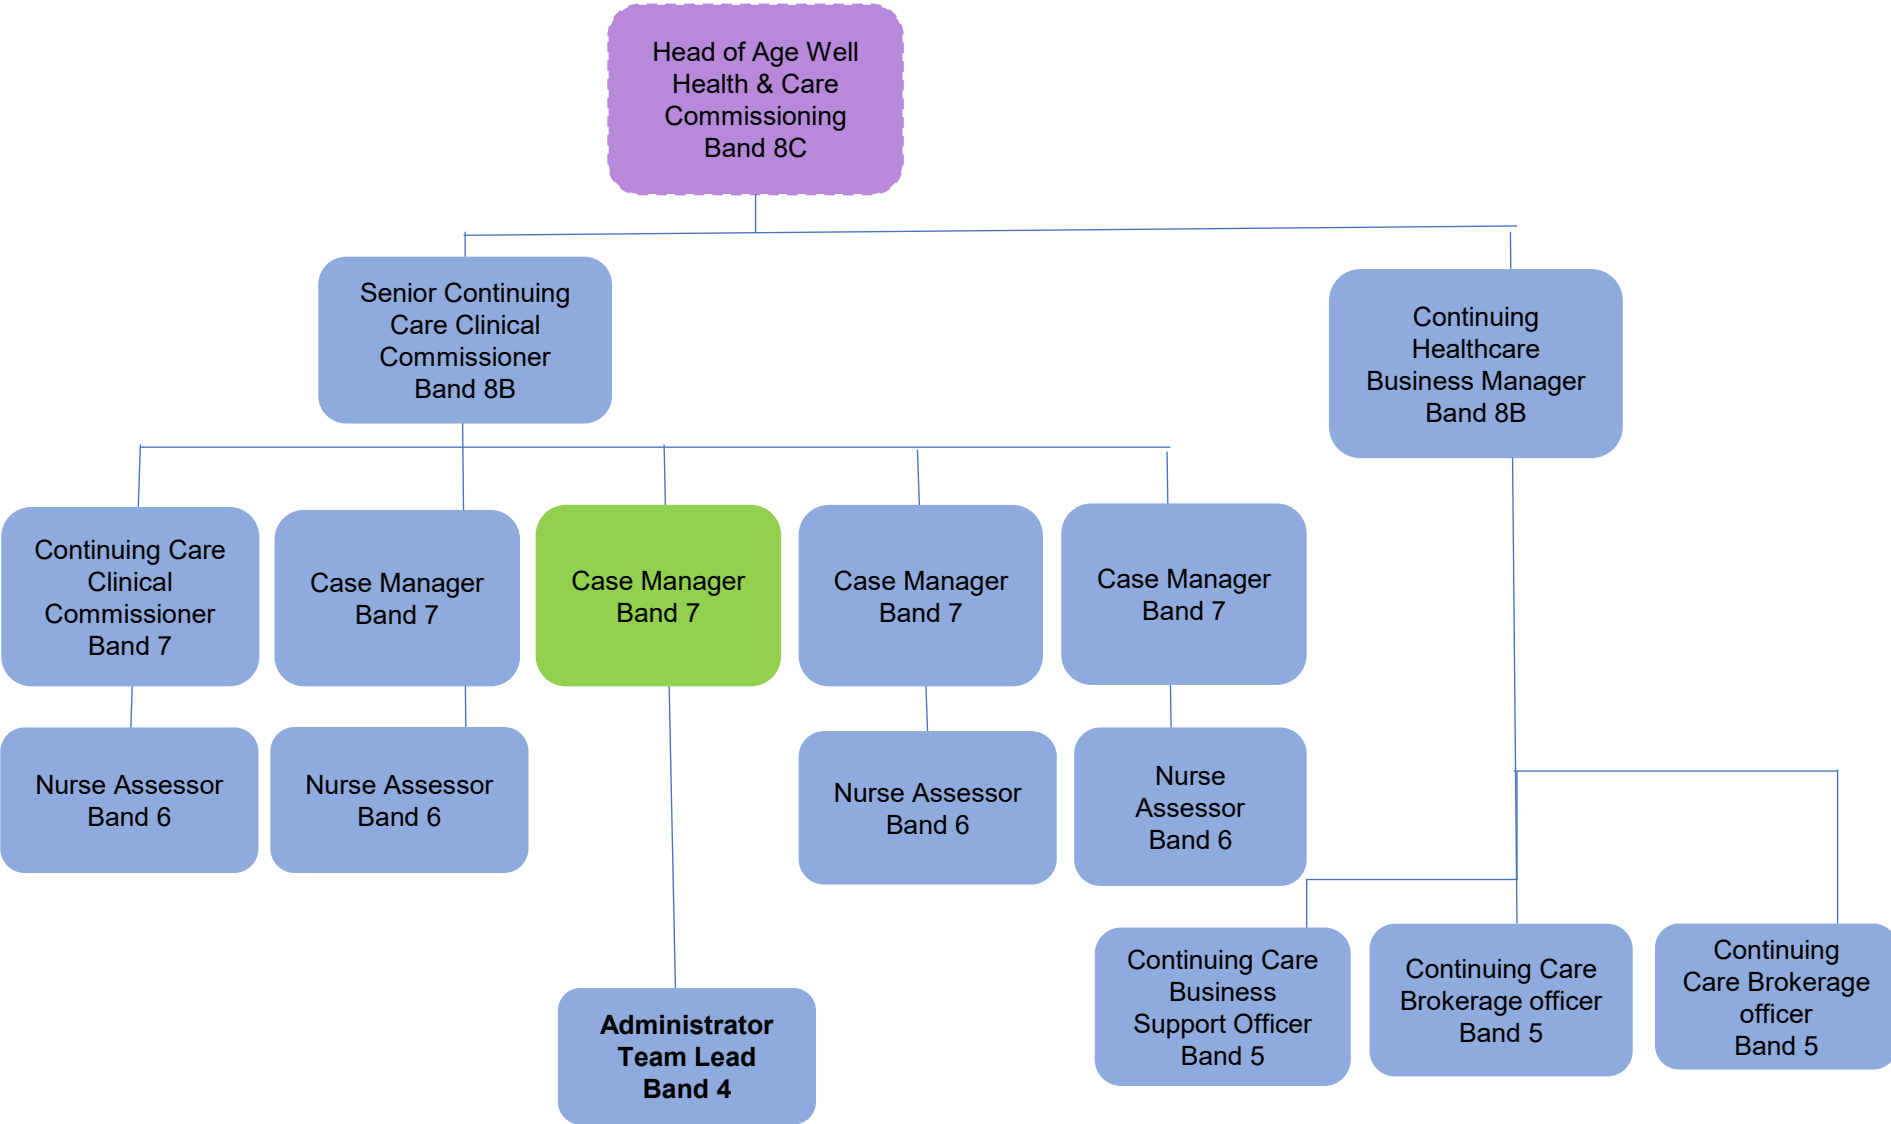 Head of Age Well
Health & Care
Commissioning
Band 8C
Senior Continuing
Care Clinical
Commissioner
Band 8B
Continuing
Healthcare
Business Manager
Band 8B
Continuing Care
Clinical
Commissioner
Band 7
Case Manager
Band 7
Case Manager
Band 7
Case Manager
Band 7
Case Manager
Band 7
Nurse Assessor
Band 6
Nurse Assessor
Band 6
Nurse Assessor
Band 6
Nurse
Assessor
Band 6
Administrator
Team Lead
Band 4
Continuing Care
Business
Support Officer
Band 5
Continuing Care
Brokerage officer
Band 5
Continuing
Care Brokerage
officer
Band 5